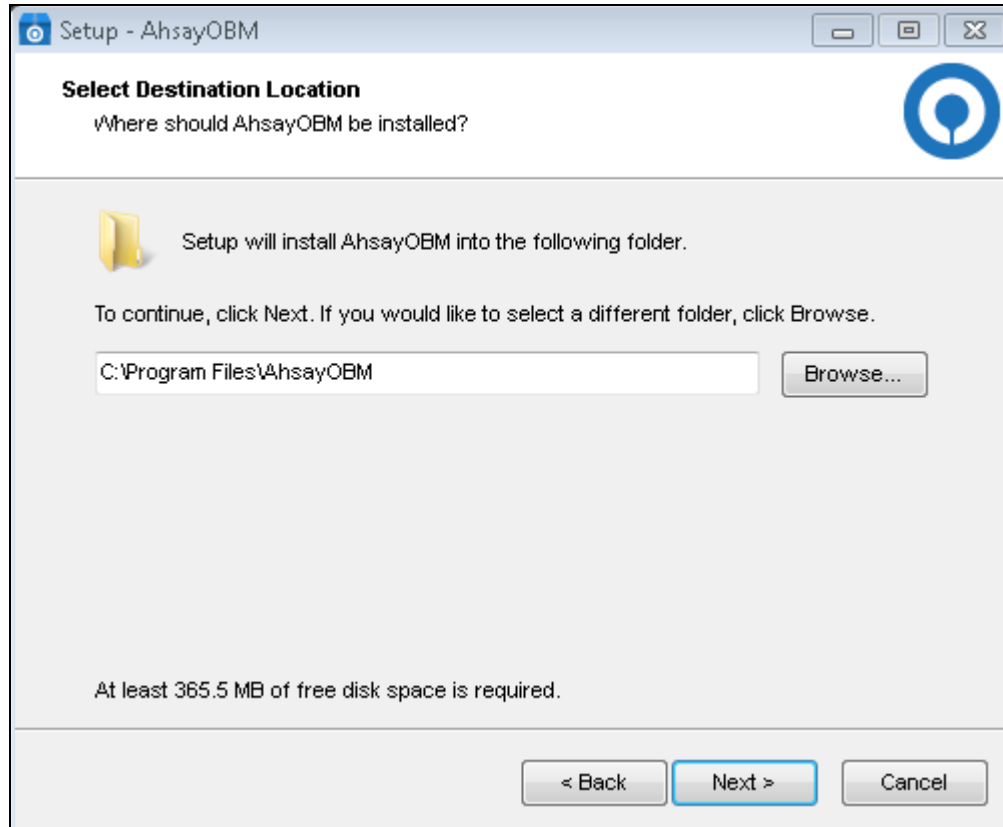 Setup - AhsayOBM
Select Destination Location
Where should AhsayOBM be installed?
Setup will install AhsayOBM into the following folder.
To continue, click Next. If you would like to select a different folder, click Browse.
C:\Program Files\AhsayOBM
Browse...
At least 365.5 MB of free disk space is required.
< Back
Next >
Cancel